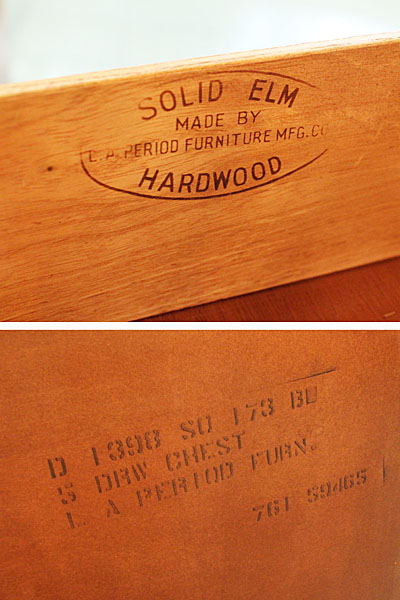 SOLID ELM
MADE BY
L. A. PERIOD FURNITURE MFG. CO
HARDWOOD
D 1398 SU 173 BU
5 DRW CHEST
L A PERIOD FURN.
761 59465